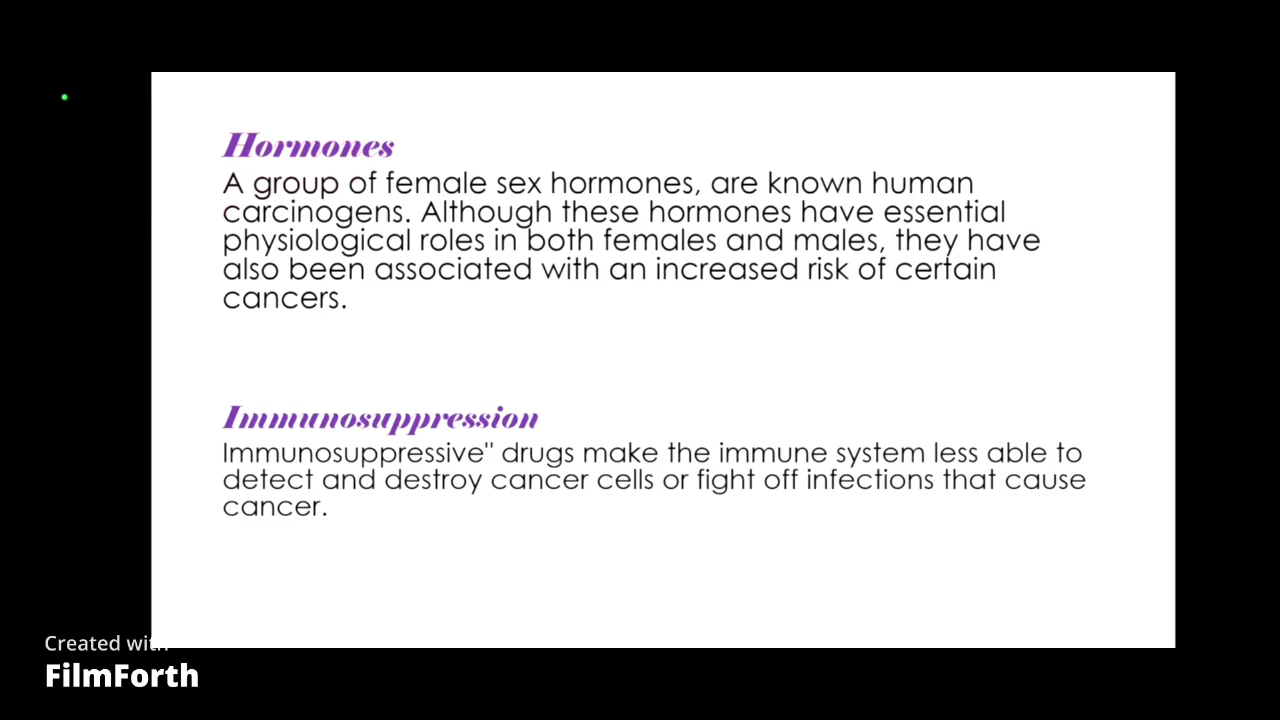 Hormones
A group of female sex hormones, are known human
carcinogens. Although these hormones have essential
physiological roles in both females and males, they have
also been associated with an increased risk of certain
cancers.
Immunosuppression
Immunosuppressive" drugs make the immune system less able to
detect and destroy cancer cells or fight off infections that cause
cancer.
Created with
FilmForth